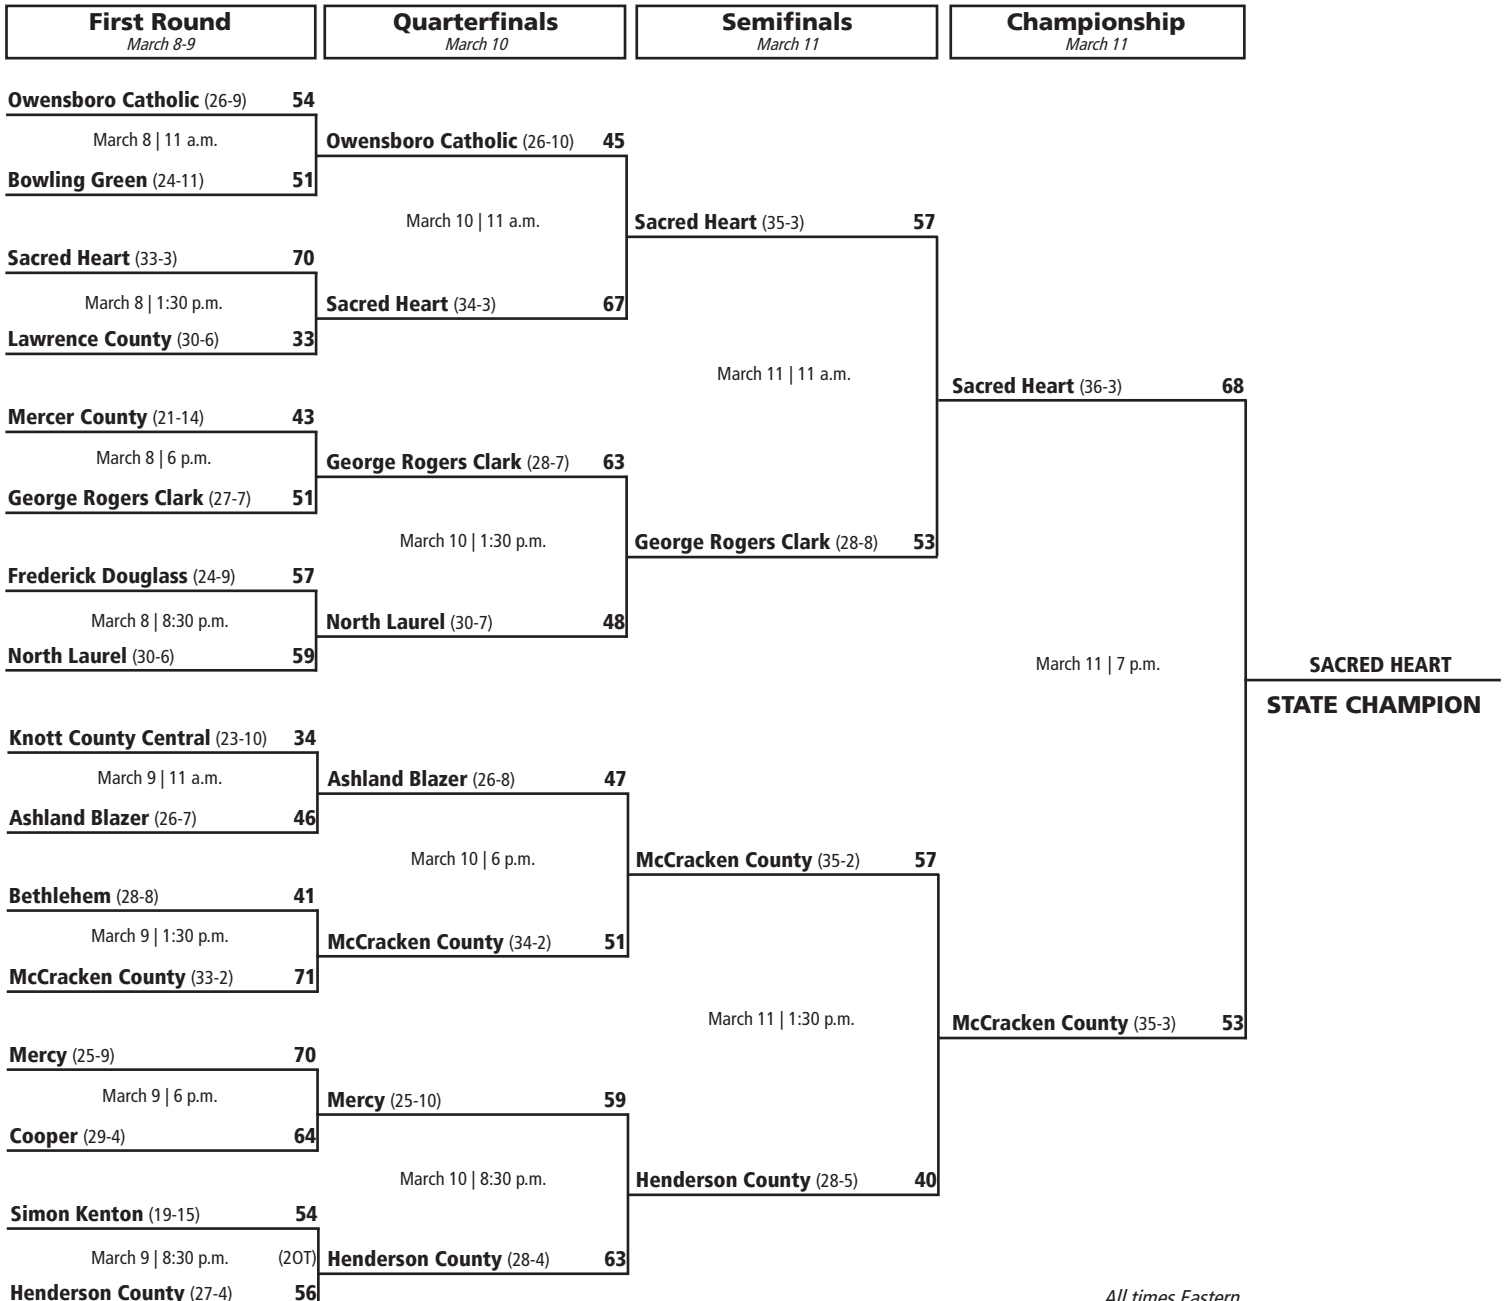 First Round
March 8-9
Quarterfinals
March 10
Semifinals
March 11
Championship
March 11
Owensboro Catholic (26-9) 54
March 8 | 11 a.m.
Bowling Green (24-11) 51
Sacred Heart (33-3) 70
March 8 | 1:30 p.m.
Lawrence County (30-6) 33
Mercer County (21-14) 43
March 8 | 6 p.m.
George Rogers Clark (27-7) 51
Frederick Douglass (24-9) 57
March 8 | 8:30 p.m.
North Laurel (30-6) 59
Knott County Central (23-10) 34
March 9 | 11 a.m.
Ashland Blazer (26-7) 46
Bethlehem (28-8) 41
March 9 | 1:30 p.m.
McCracken County (33-2) 71
Mercy (25-9) 70
March 9 | 6 p.m.
Cooper (29-4) 64
Simon Kenton (19-15) 54
March 9 | 8:30 p.m. (2OT)
Henderson County (27-4) 56
Owensboro Catholic (26-10) 45
March 10 | 11 a.m.
Sacred Heart (34-3) 67
George Rogers Clark (28-7) 63
March 10 | 1:30 p.m.
North Laurel (30-7) 48
Ashland Blazer (26-8) 47
March 10 | 6 p.m.
McCracken County (34-2) 51
Mercy (25-10) 59
March 10 | 8:30 p.m.
Henderson County (28-4) 63
Sacred Heart (35-3) 57
March 11 | 11 a.m.
George Rogers Clark (28-8) 53
McCracken County (35-2) 57
March 11 | 1:30 p.m.
Henderson County (28-5) 40
Sacred Heart (36-3) 68
March 11 | 7 p.m.
McCracken County (35-3) 53
SACRED HEART
STATE CHAMPION
All times Eastern